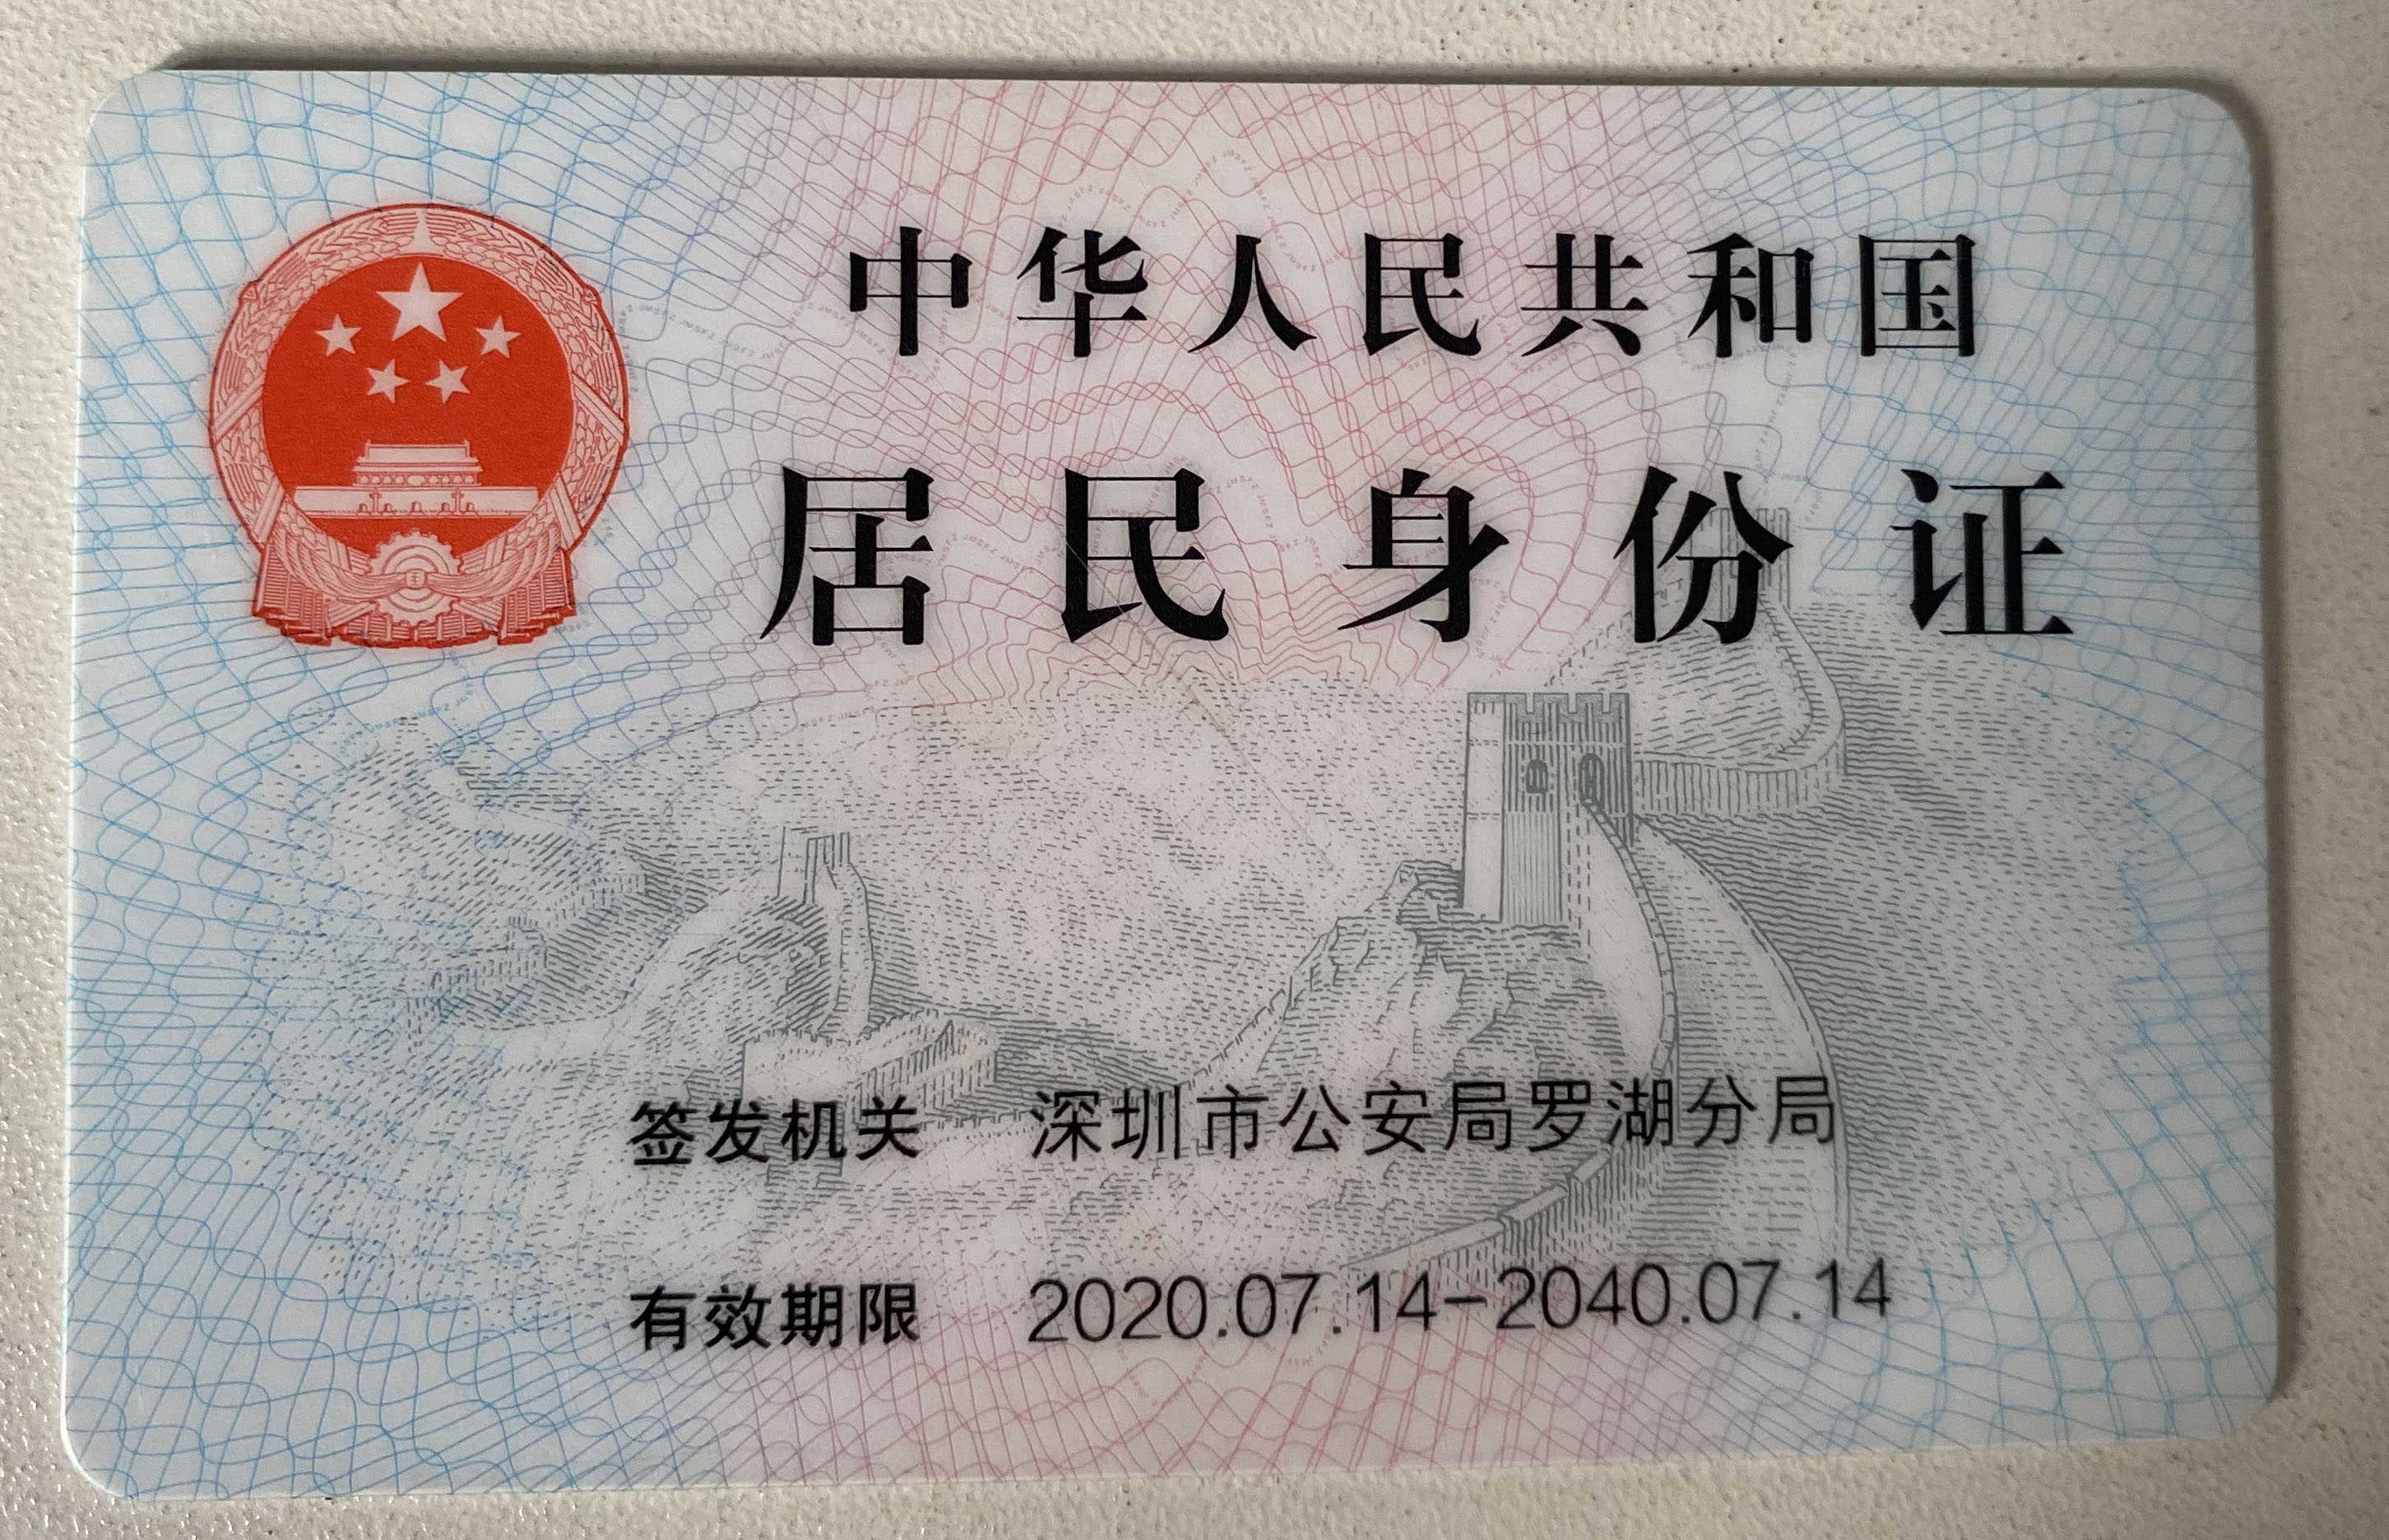 中华人民共和国
居民身份证
签发机关 深圳市公安局罗湖分局
有效期限 2020.07.14-2040.07.14